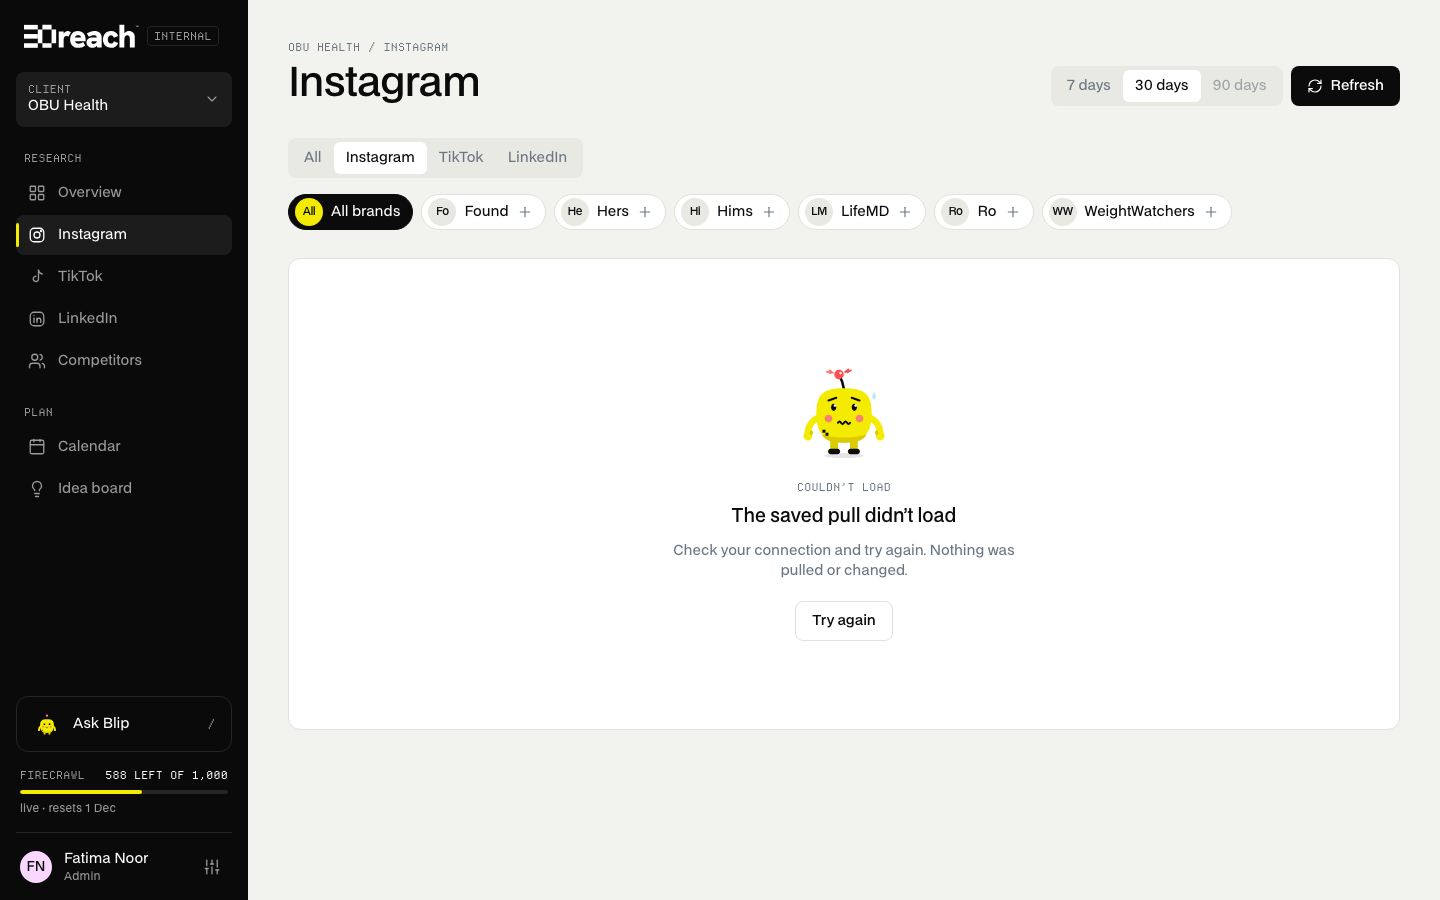 reach INTERNAL
CLIENT
OBU Health
RESEARCH
Overview
Instagram
TikTok
LinkedIn
Competitors
PLAN
Calendar
Idea board
Ask Blip /
FIRECRAWL 588 LEFT OF 1,000
live · resets 1 Dec
FN Fatima Noor
Admin
OBU HEALTH / INSTAGRAM
Instagram
7 days 30 days 90 days Refresh
All Instagram TikTok LinkedIn
All All brands Fo Found + He Hers + Hi Hims + LM LifeMD + Ro Ro + WW WeightWatchers +
COULDN'T LOAD
The saved pull didn't load
Check your connection and try again. Nothing was
pulled or changed.
Try again